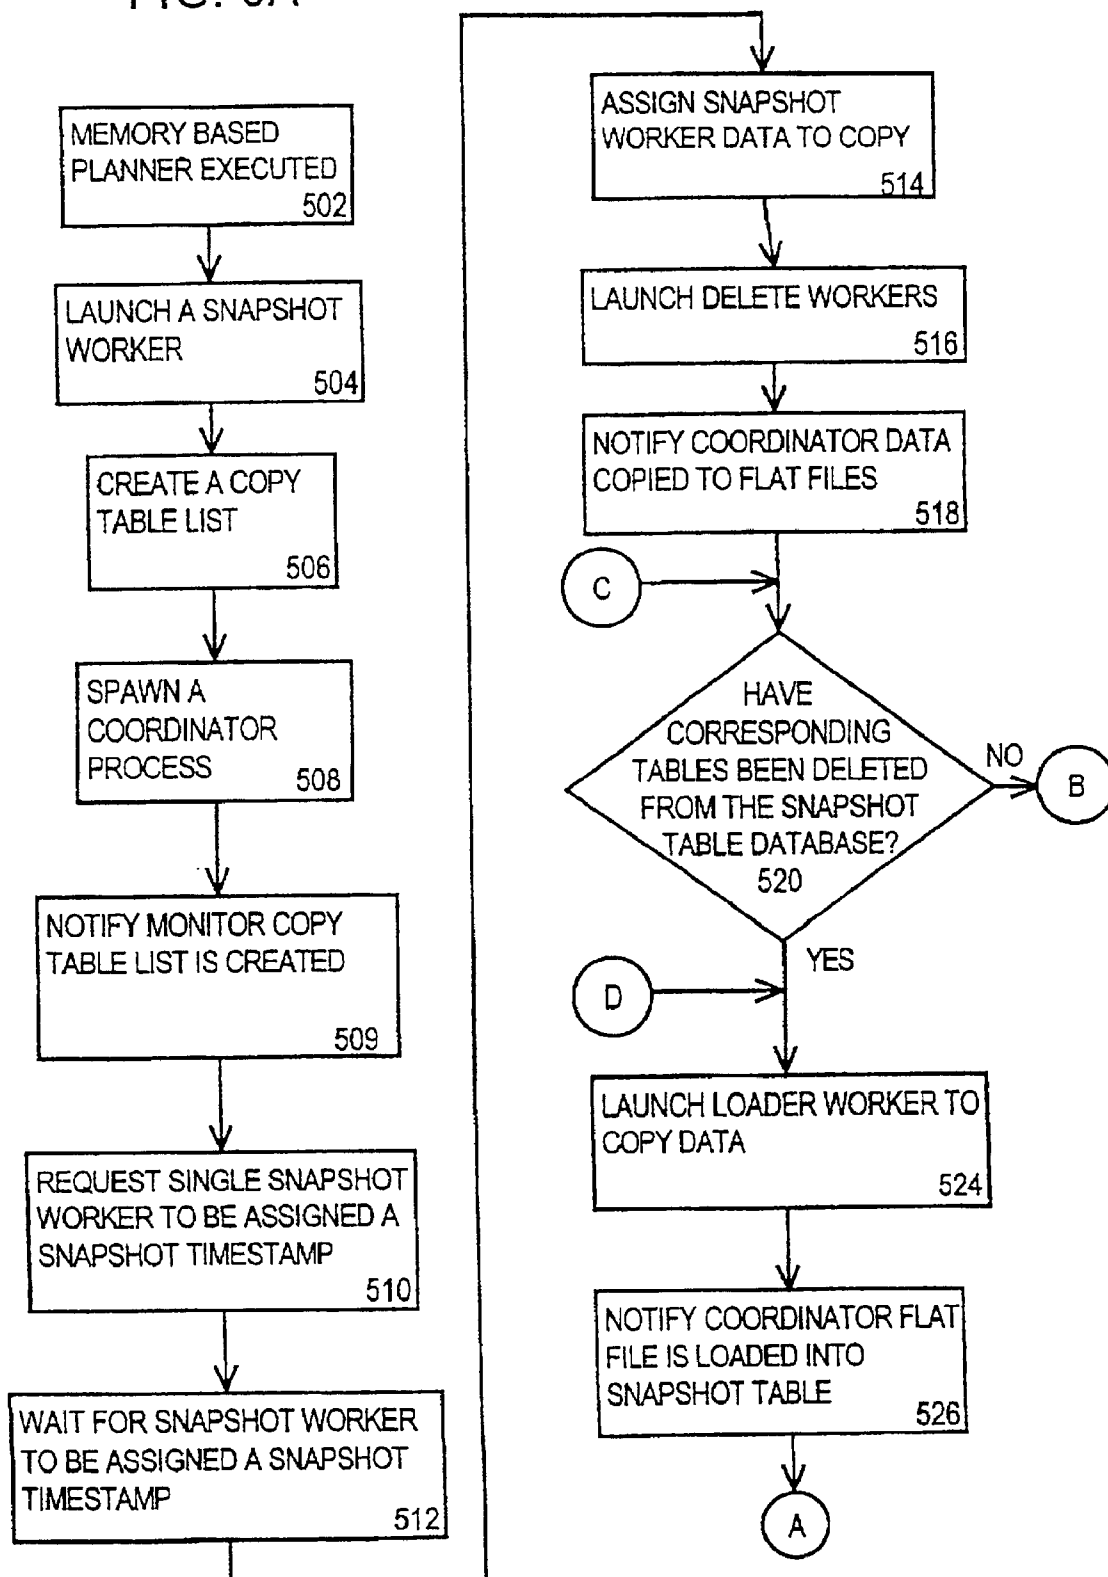 MEMORY BASED
PLANNER EXECUTED
502
LAUNCH A SNAPSHOT
WORKER
504
CREATE A COPY
TABLE LIST
506
SPAWN A
COORDINATOR
PROCESS
508
NOTIFY MONITOR COPY
TABLE LIST IS CREATED
509
REQUEST SINGLE SNAPSHOT
WORKER TO BE ASSIGNED A
SNAPSHOT TIMESTAMP
510
WAIT FOR SNAPSHOT WORKER
TO BE ASSIGNED A SNAPSHOT
TIMESTAMP
512
ASSIGN SNAPSHOT
WORKER DATA TO COPY
514
LAUNCH DELETE WORKERS
516
NOTIFY COORDINATOR DATA
COPIED TO FLAT FILES
518
C
HAVE
CORRESPONDING
TABLES BEEN DELETED
FROM THE SNAPSHOT
TABLE DATABASE?
520
NO
B
YES
D
LAUNCH LOADER WORKER TO
COPY DATA
524
NOTIFY COORDINATOR FLAT
FILE IS LOADED INTO
SNAPSHOT TABLE
526
A